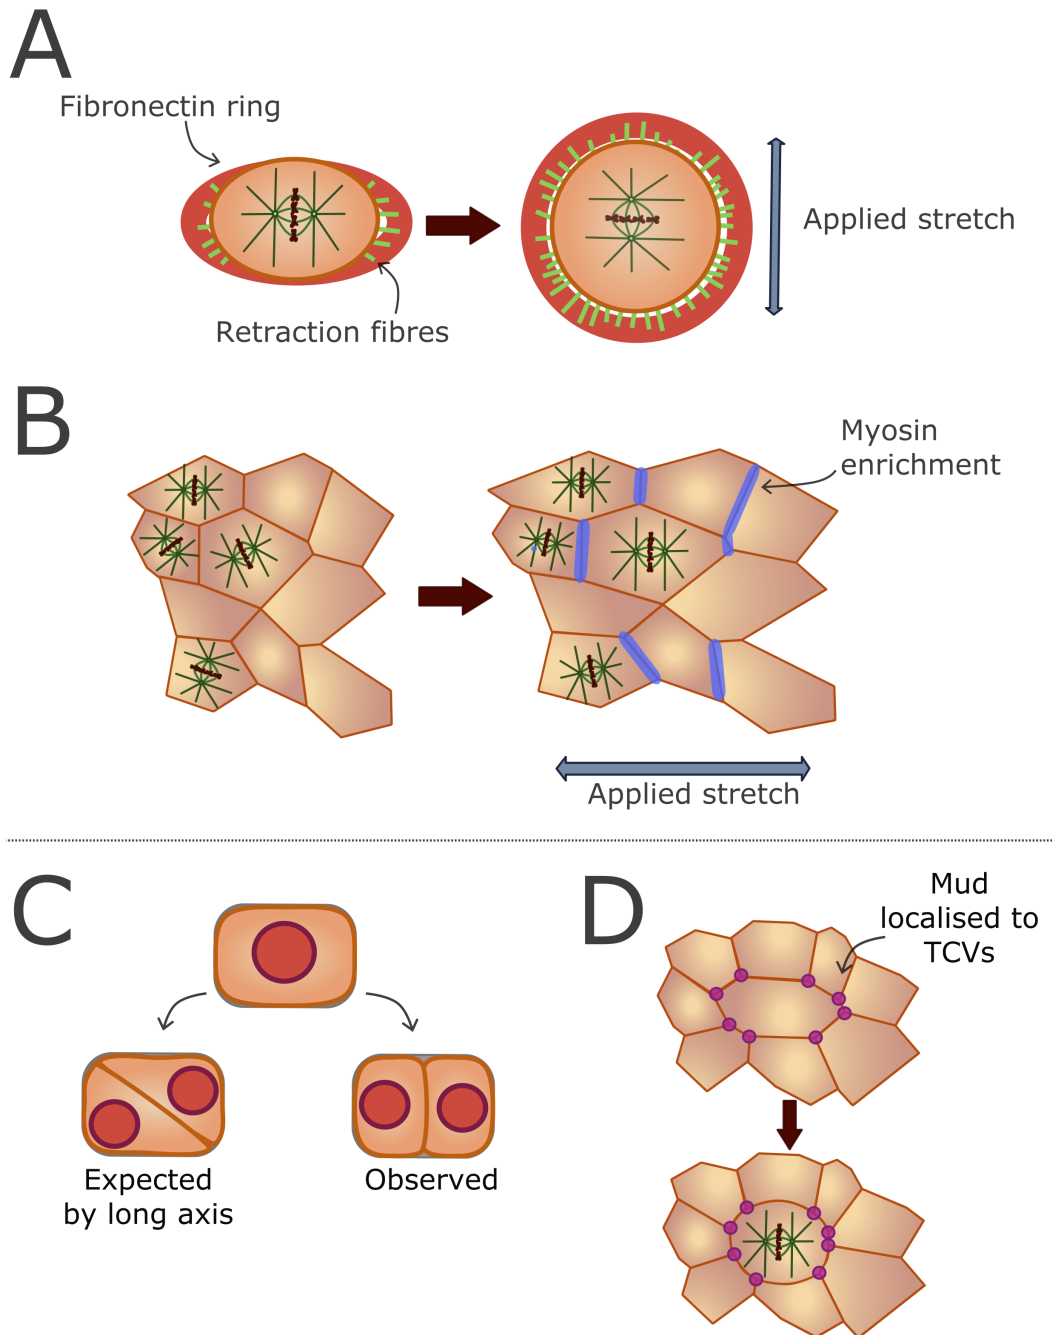 A
Fibronectin ring
Applied stretch
Retraction fibres
B
Myosin
enrichment
Applied stretch
C
D
Mud
localised to
TCVs
Expected
by long axis
Observed